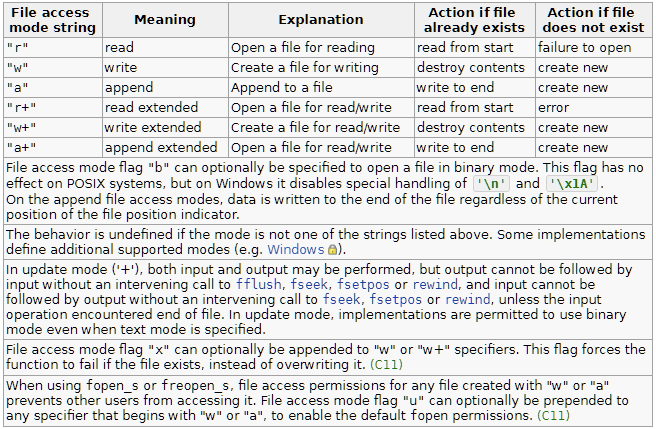 File access mode string Meaning Explanation Action if file already exists Action if file does not exist
"r" read Open a file for reading read from start failure to open
"w" write Create a file for writing destroy contents create new
"a" append Append to a file write to end create new
"r+" read extended Open a file for read/write read from start error
"w+" write extended Create a file for read/write destroy contents create new
"a+" append extended Open a file for read/write write to end create new
File access mode flag "b" can optionally be specified to open a file in binary mode. This flag has no
effect on POSIX systems, but on Windows it disables special handling of '\n' and '\x1A'.
On the append file access modes, data is written to the end of the file regardless of the current
position of the file position indicator.
The behavior is undefined if the mode is not one of the strings listed above. Some implementations
define additional supported modes (e.g. Windows).
In update mode ('+'), both input and output may be performed, but output cannot be followed by
input without an intervening call to fflush, fseek, fsetpos or rewind, and input cannot be
followed by output without an intervening call to fseek, fsetpos or rewind, unless the input
operation encountered end of file. In update mode, implementations are permitted to use binary
mode even when text mode is specified.
File access mode flag "x" can optionally be appended to "w" or "w+" specifiers. This flag forces the
function to fail if the file exists, instead of overwriting it. (C11)
When using fopen_s or freopen_s, file access permissions for any file created with "w" or "a"
prevents other users from accessing it. File access mode flag "u" can optionally be prepended to
any specifier that begins with "w" or "a", to enable the default fopen permissions. (C11)